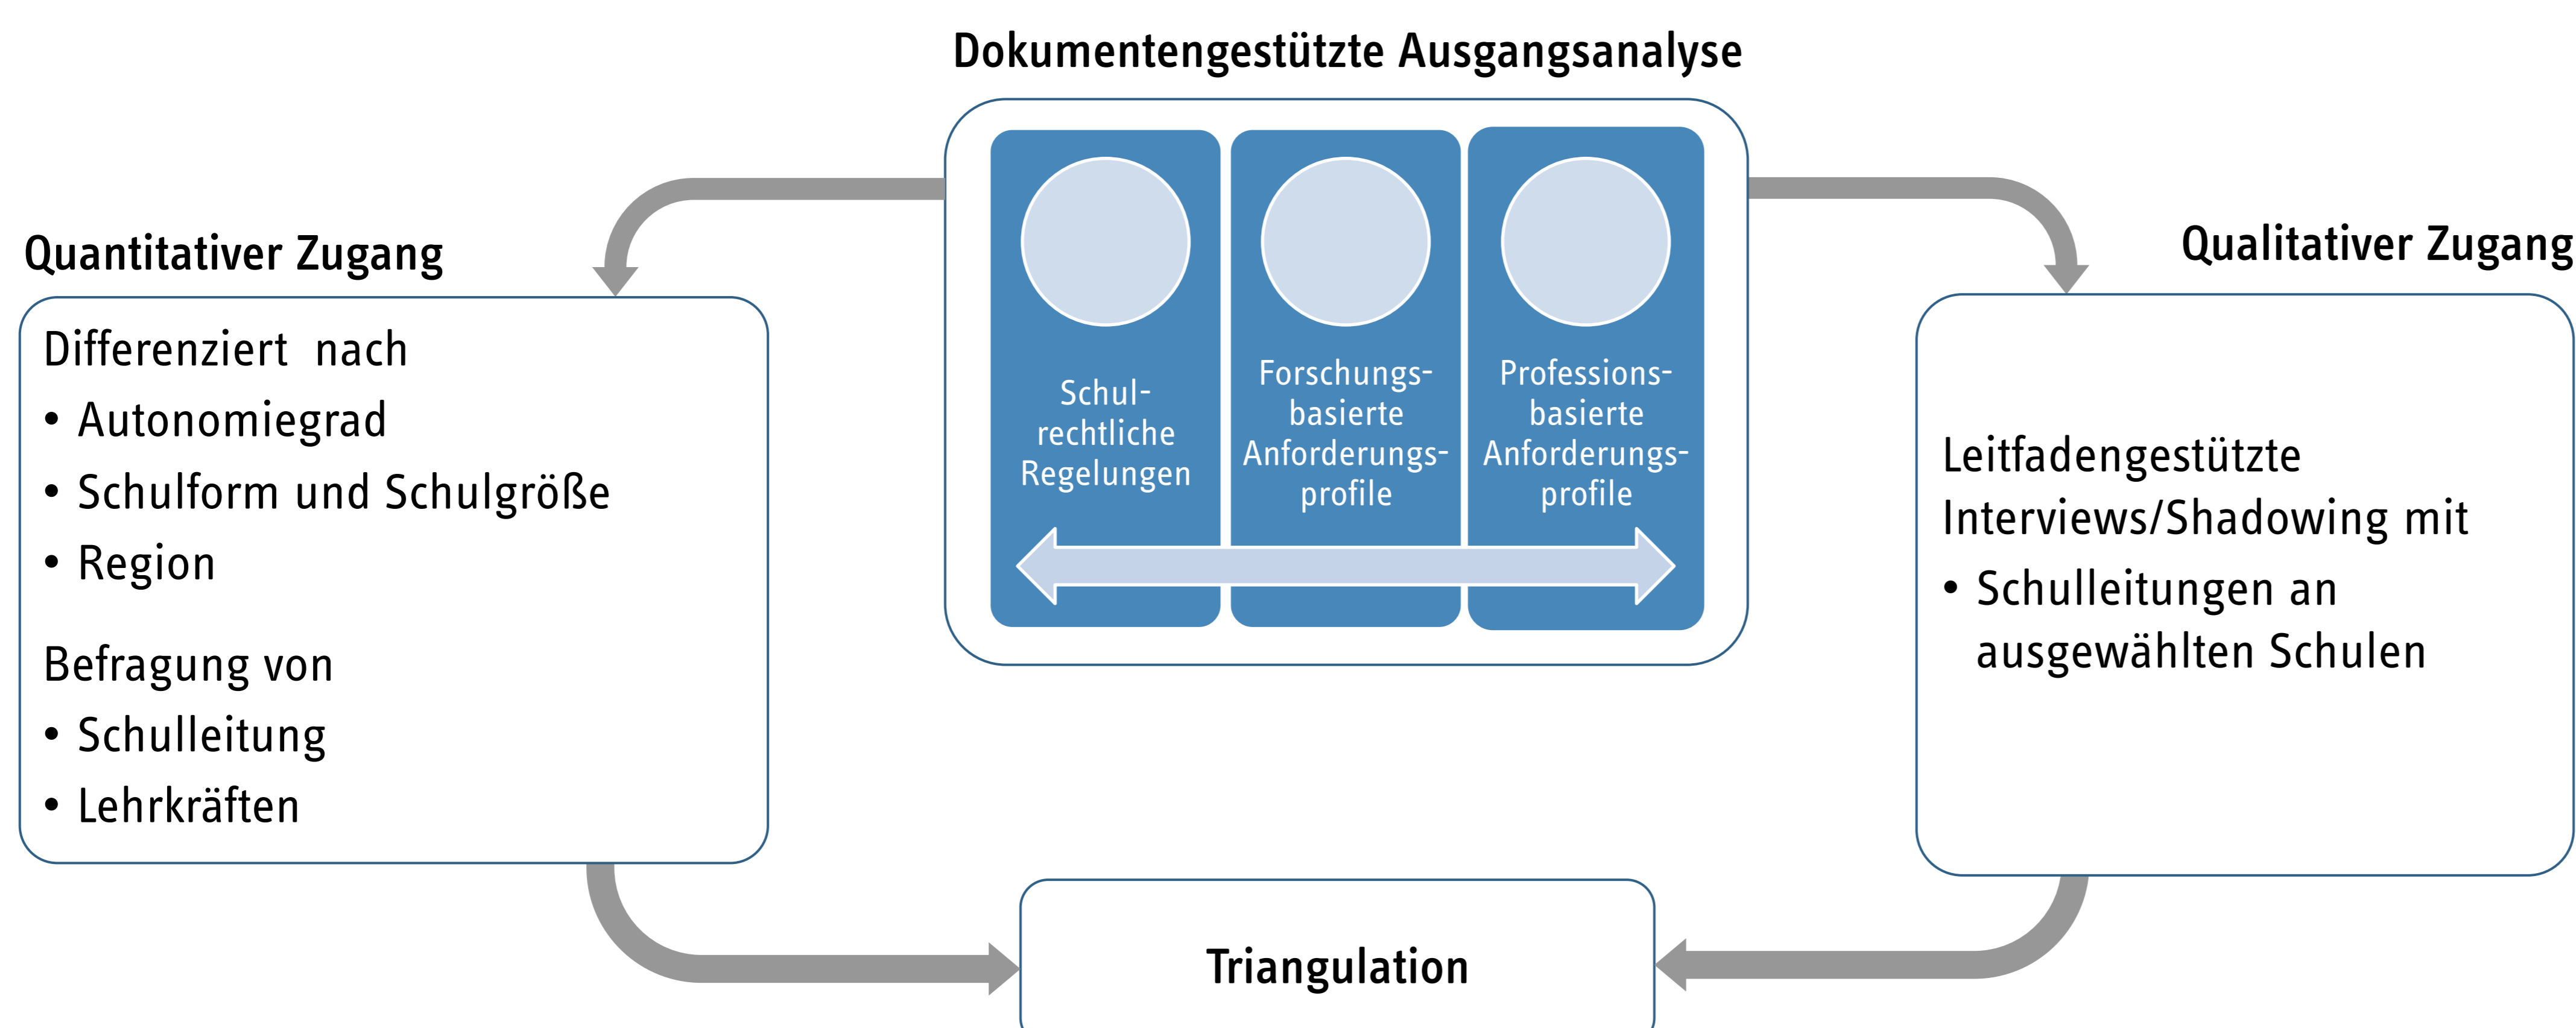 Dokumentengestützte Ausgangsanalyse
Schul-
rechtliche
Regelungen
Forschungs-
basierte
Anforderungs-
profile
Professions-
basierte
Anforderungs-
profile
Quantitativer Zugang
Differenziert nach
• Autonomiegrad
• Schulform und Schulgröße
• Region
Befragung von
• Schulleitung
• Lehrkräften
Qualitativer Zugang
Leitfadengestützte
Interviews/Shadowing mit
• Schulleitungen an
ausgewählten Schulen
Triangulation